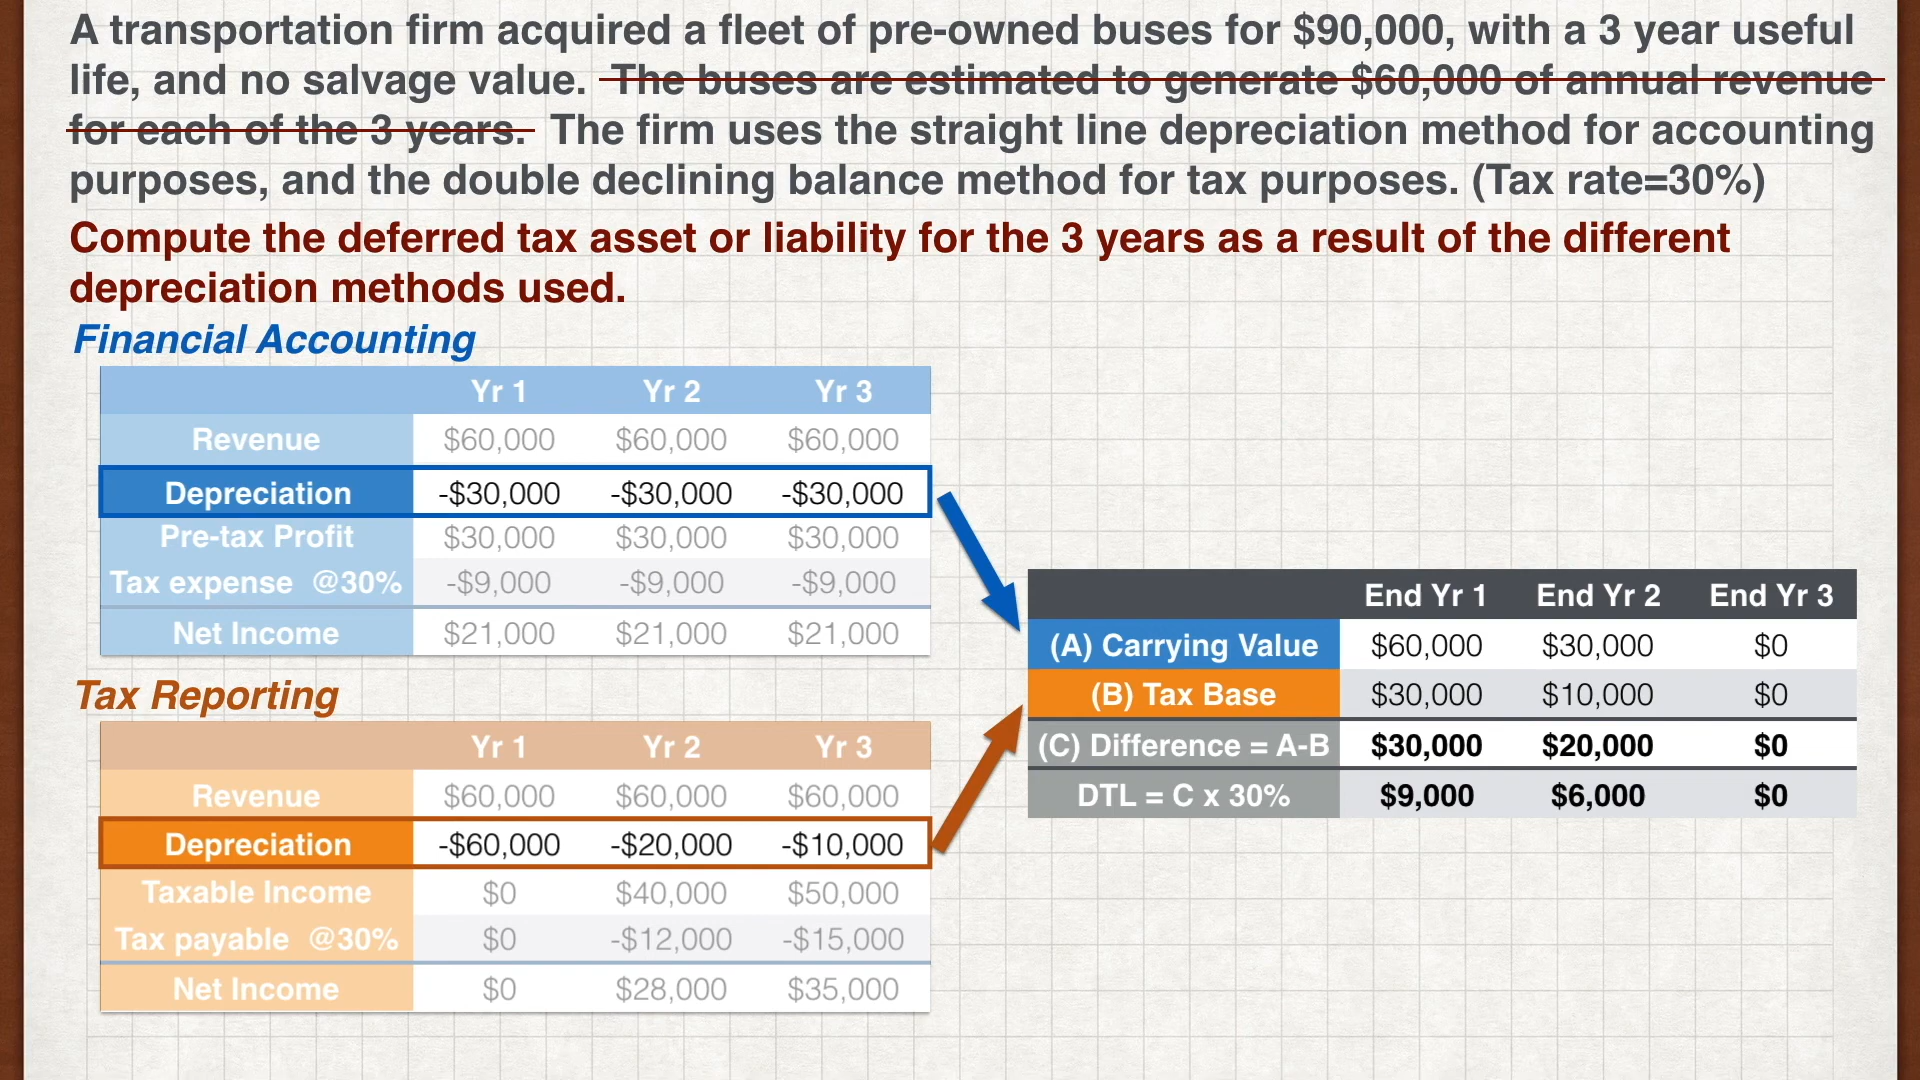 A transportation firm acquired a fleet of pre-owned buses for $90,000, with a 3 year useful
life, and no salvage value. The buses are estimated to generate $60,000 of annual revenue
for each of the 3 years. The firm uses the straight line depreciation method for accounting
purposes, and the double declining balance method for tax purposes. (Tax rate=30%)
Compute the deferred tax asset or liability for the 3 years as a result of the different
depreciation methods used.
Financial Accounting
Yr 1 Yr 2 Yr 3
Revenue $60,000 $60,000 $60,000
Depreciation -$30,000 -$30,000 -$30,000
Pre-tax Profit $30,000 $30,000 $30,000
Tax expense @30% -$9,000 -$9,000 -$9,000
Net Income $21,000 $21,000 $21,000
Tax Reporting
Yr 1 Yr 2 Yr 3
Revenue $60,000 $60,000 $60,000
Depreciation -$60,000 -$20,000 -$10,000
Taxable Income $0 $40,000 $50,000
Tax payable @30% $0 -$12,000 -$15,000
Net Income $0 $28,000 $35,000
End Yr 1 End Yr 2 End Yr 3
(A) Carrying Value $60,000 $30,000 $0
(B) Tax Base $30,000 $10,000 $0
(C) Difference = A-B $30,000 $20,000 $0
DTL = C x 30% $9,000 $6,000 $0